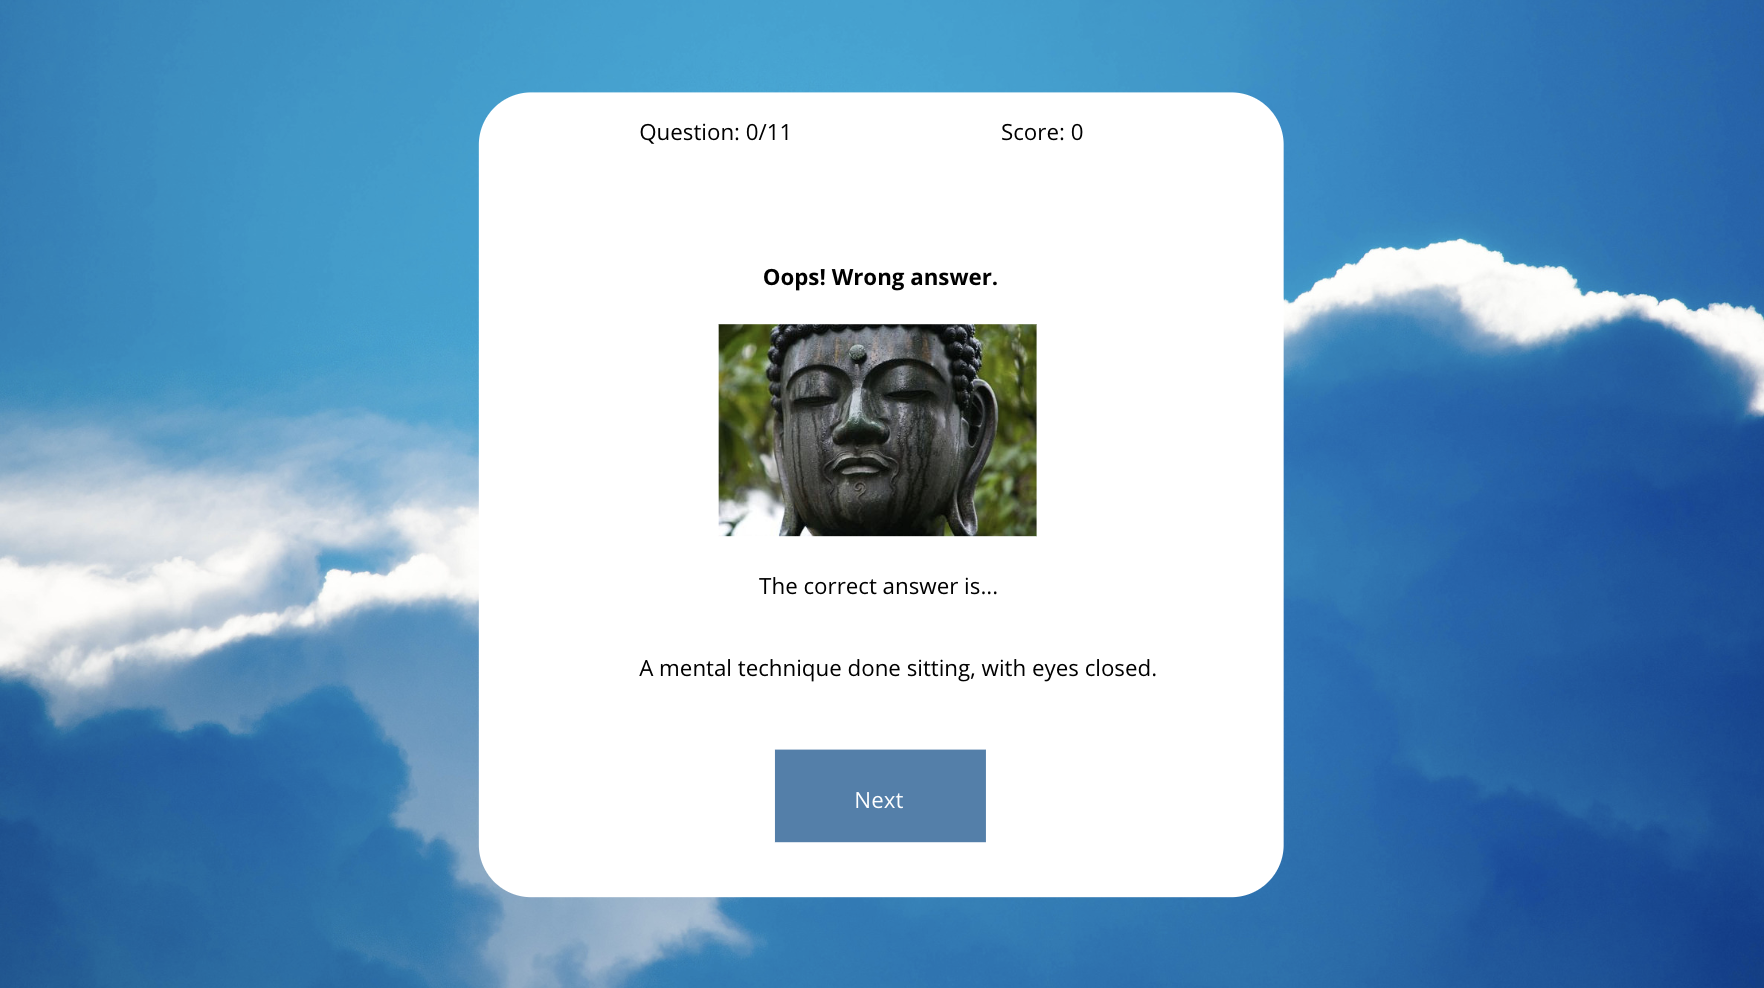 Question: 0/11
Score: 0
Oops! Wrong answer.
The correct answer is...
A mental technique done sitting, with eyes closed.
Next